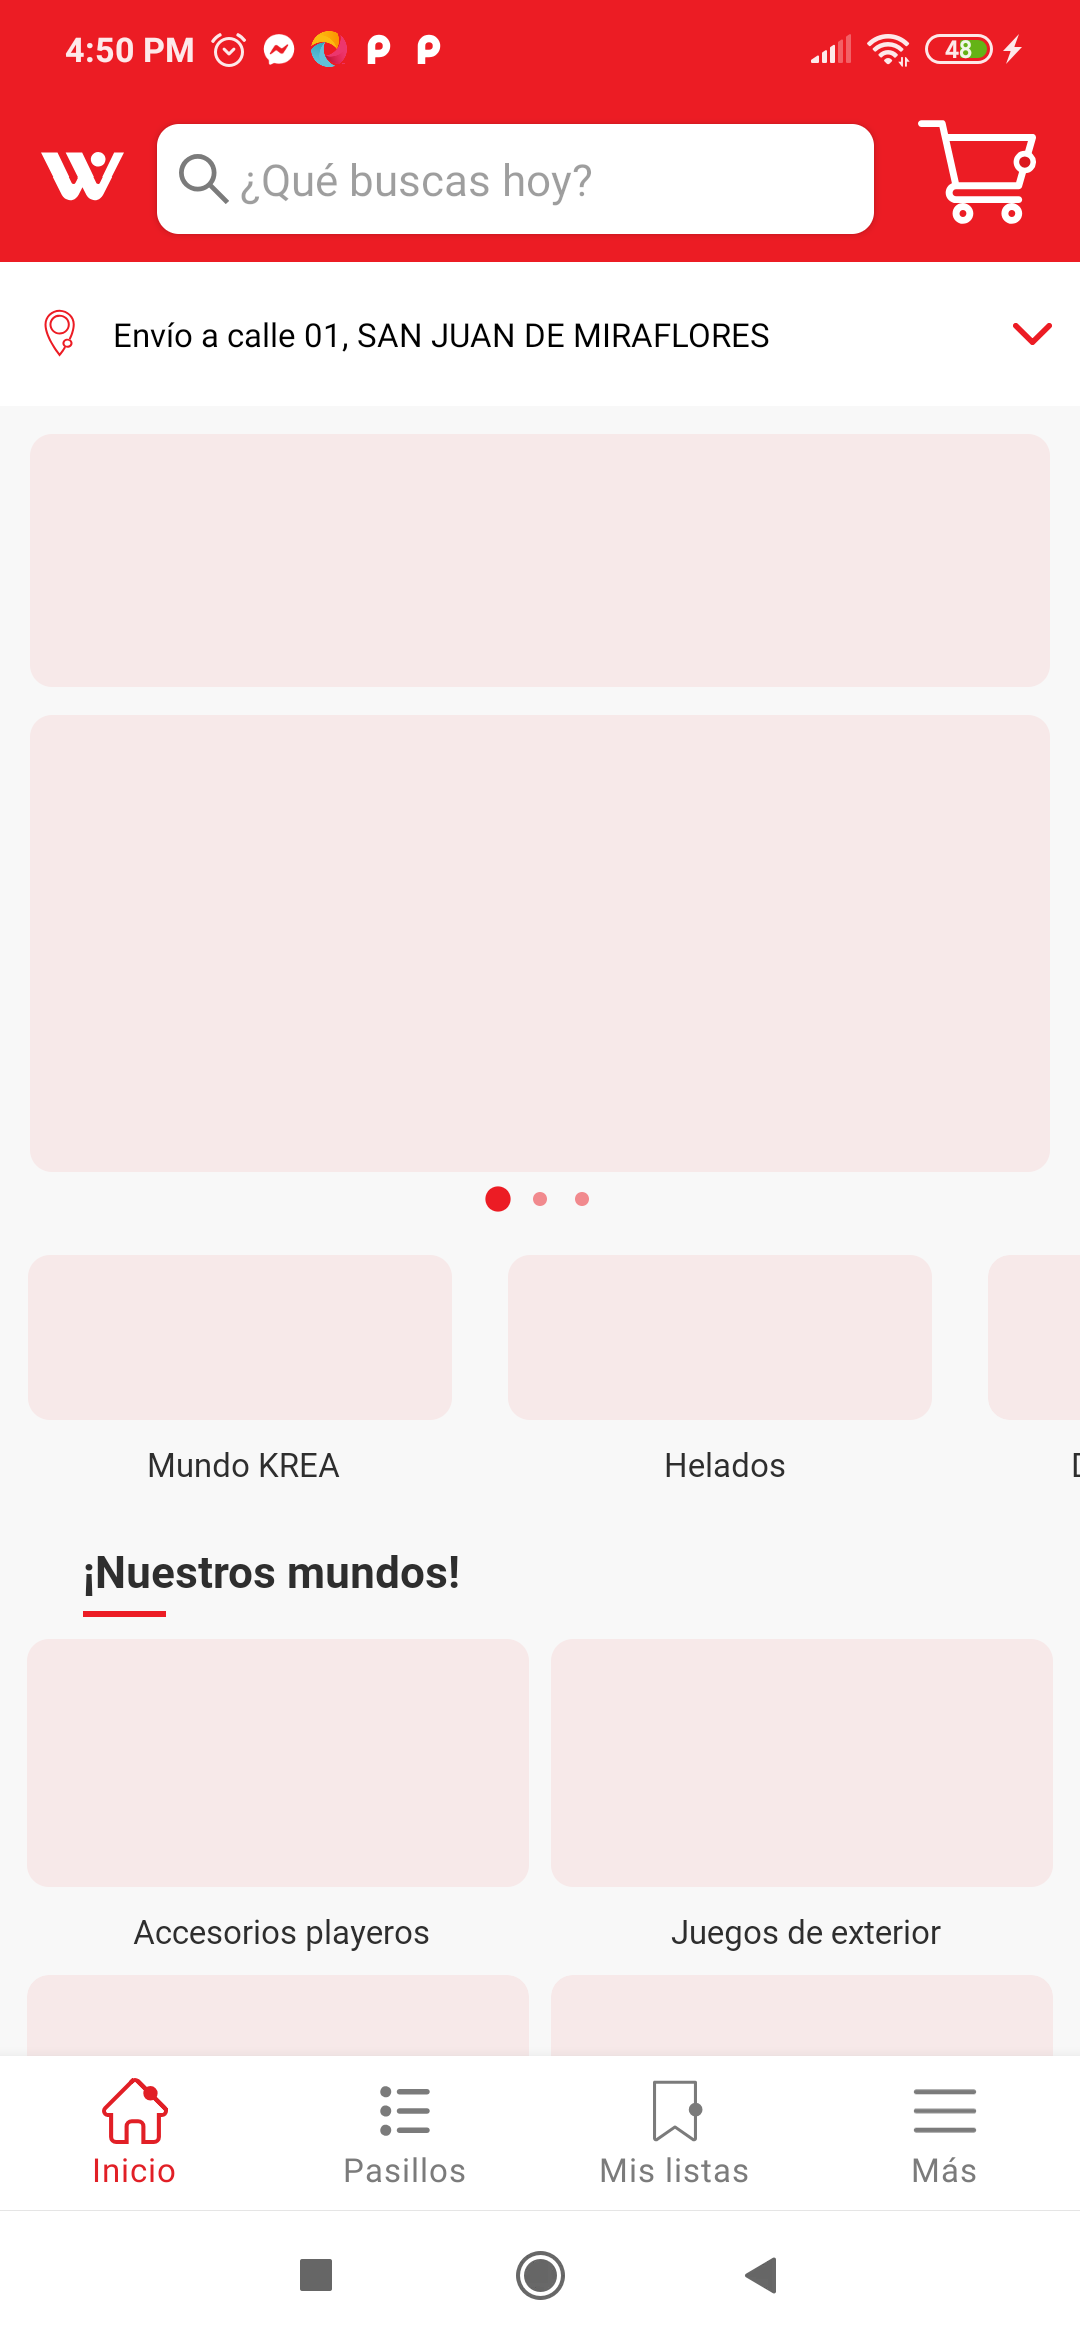 4:50 PM
48
¿Qué buscas hoy?
Envío a calle 01, SAN JUAN DE MIRAFLORES
Mundo KREA
Helados
¡Nuestros mundos!
Accesorios playeros
Juegos de exterior
Inicio
Pasillos
Mis listas
Más